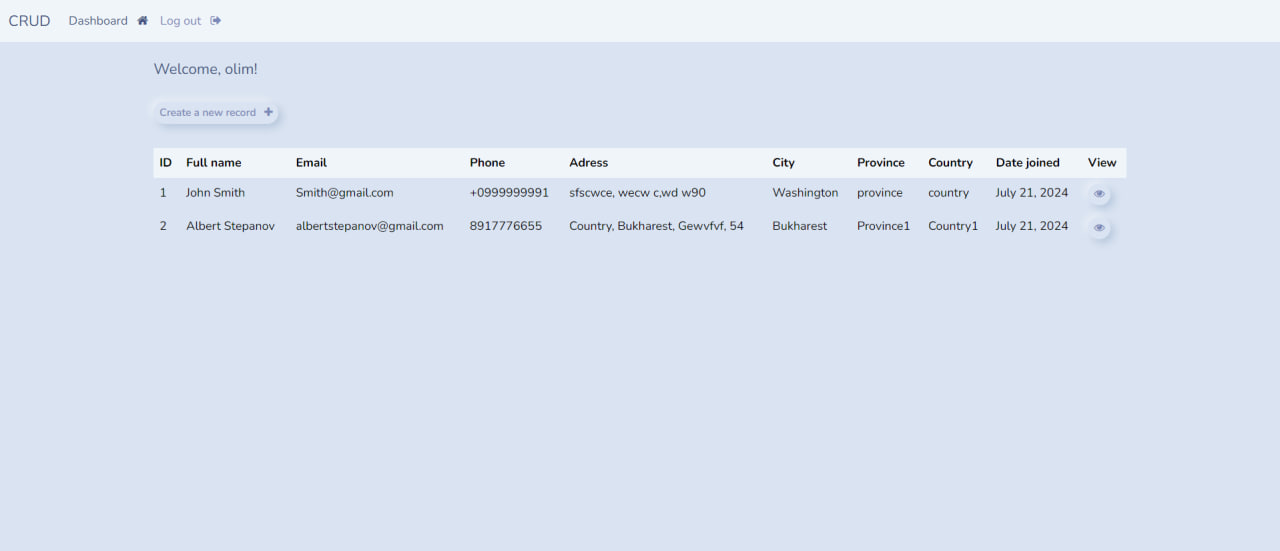 CRUD Dashboard Log out
Welcome, olim!
Create a new record
ID Full name Email Phone Adress City Province Country Date joined View
1 John Smith Smith@gmail.com +0999999991 sfscwce, wecw c,wd w90 Washington province country July 21, 2024
2 Albert Stepanov albertstepanov@gmail.com 8917776655 Country, Bukharest, Gewvfvf, 54 Bukharest Province1 Country1 July 21, 2024